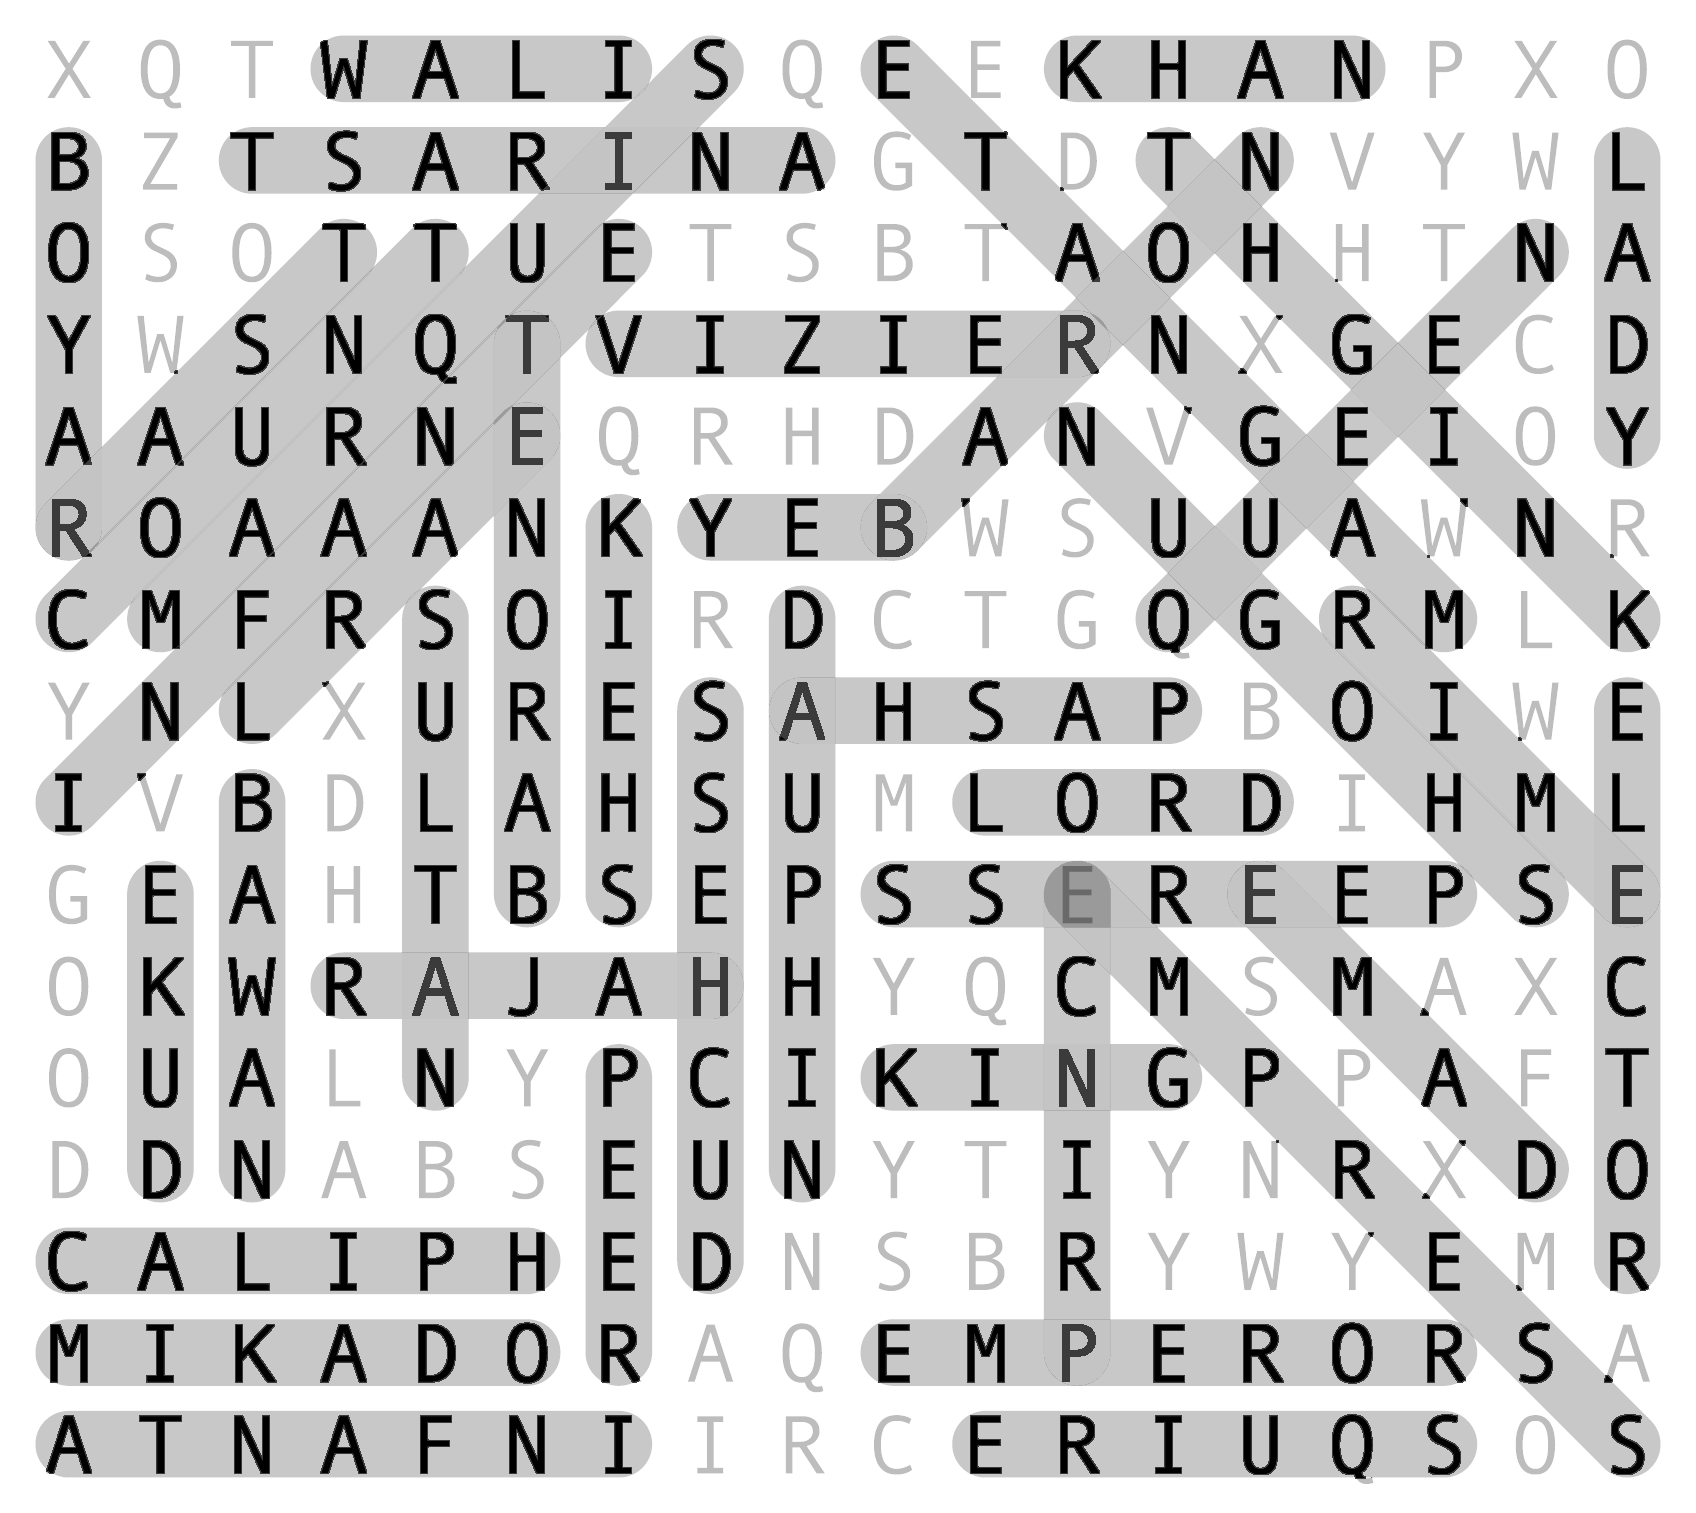 X Q T W A L I S Q E E K H A N P X O
B Z T S A R I N A G T D T N V Y W L
O S O T T U E T S B T A O H H T N A
Y W S N Q T V I Z I E R N X G E C D
A A U R N E Q R H D A N V G E I O Y
R O A A A N K Y E B W S U U A W N R
C M F R S O I R D C T G Q G R M L K
Y N L X U R E S A H S A P B O I W E
I V B D L A H S U M L O R D I H M L
G E A H T B S E P S S E R E E P S E
O K W R A J A H H Y Q C M S M A X C
O U A L N Y P C I K I N G P P A F T
D D N A B S E U N Y T I Y N R X D O
C A L I P H E D N S B R Y W Y E M R
M I K A D O R A Q E M P E R O R S A
A T N A F N I I R C E R I U Q S O S